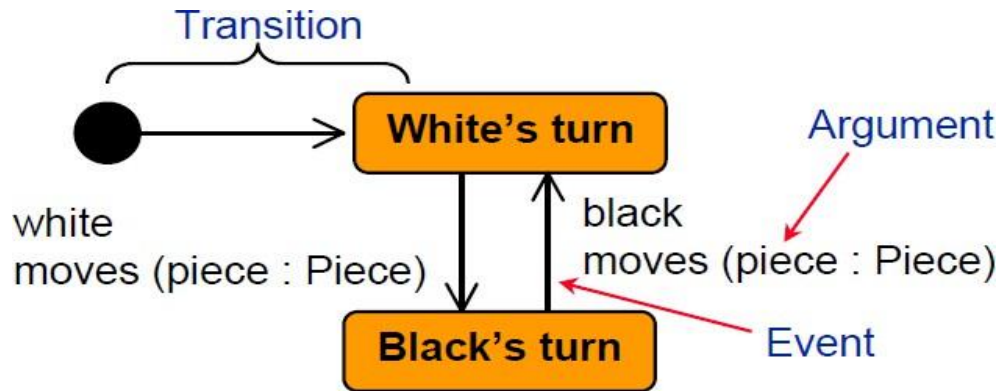 Transition
White's turn
Argument
white
moves (piece : Piece)
black
moves (piece : Piece)
Black's turn
Event